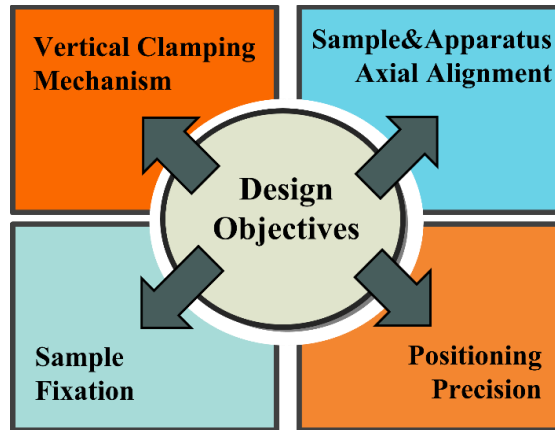 Vertical Clamping
Mechanism
Sample&Apparatus
Axial Alignment
Design
Objectives
Sample
Fixation
Positioning
Precision